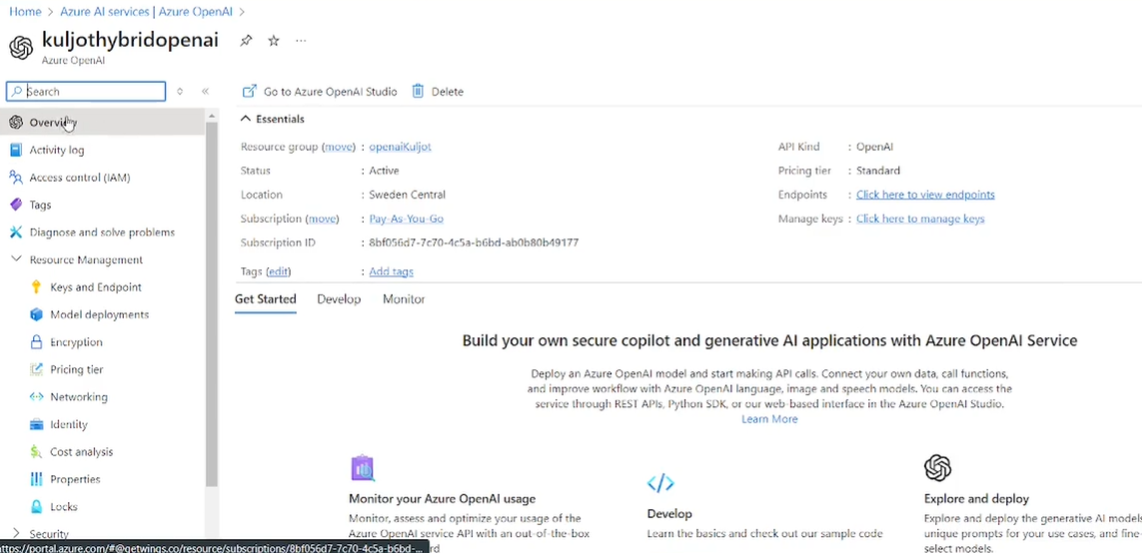 Home > Azure AI services | Azure OpenAI >
kuljothybridopenai
Azure OpenAI
Search
Go to Azure OpenAI Studio Delete
Overview
Activity log
Access control (IAM)
Tags
Diagnose and solve problems
Resource Management
Keys and Endpoint
Model deployments
Encryption
Pricing tier
Networking
Identity
Cost analysis
Properties
Locks
Security
Essentials
Resource group (move) : openaiKuljot
Status : Active
Location : Sweden Central
Subscription (move) : Pay-As-You-Go
Subscription ID : 8bf056d7-7c70-4c5a-b6bd-ab0b80b49177
Tags (edit) : Add tags
API Kind : OpenAI
Pricing tier : Standard
Endpoints : Click here to view endpoints
Manage keys : Click here to manage keys
Get Started Develop Monitor
Build your own secure copilot and generative AI applications with Azure OpenAI Service
Deploy an Azure OpenAI model and start making API calls. Connect your own data, call functions,
and improve workflow with Azure OpenAI language, image and speech models. You can access the
service through REST APIs, Python SDK, or our web-based interface in the Azure OpenAI Studio.
Learn More
Monitor your Azure OpenAI usage
Monitor, assess and optimize your usage of the
Azure OpenAI service API with an out-of-the-box
rd
Develop
Learn the basics and check out our sample code
Explore and deploy
Explore and deploy the generative AI models
unique prompts for your use cases, and fine
select models.
https://portal.azure.com/#@getwings.co/resource/subscriptions/8bf056d7-7c70-4c5a-b6bd-...